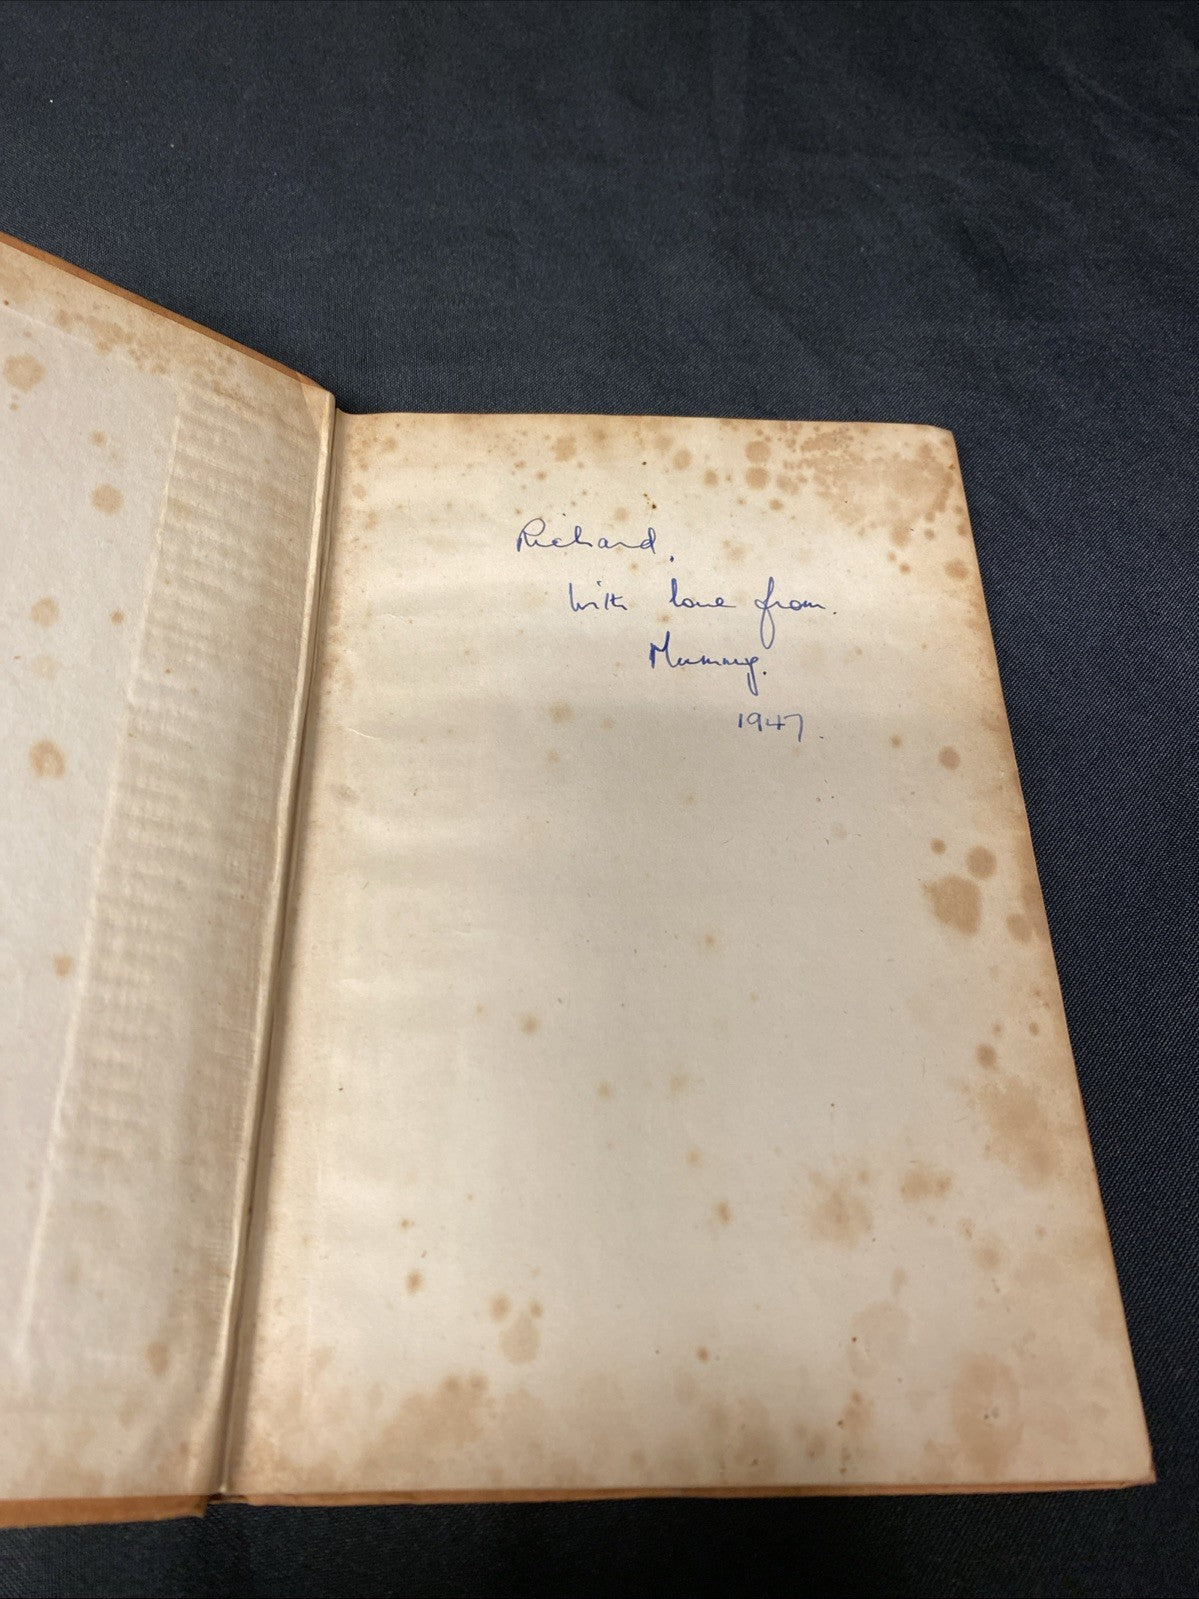 Richard.
With love from.
Mummy.
1947.